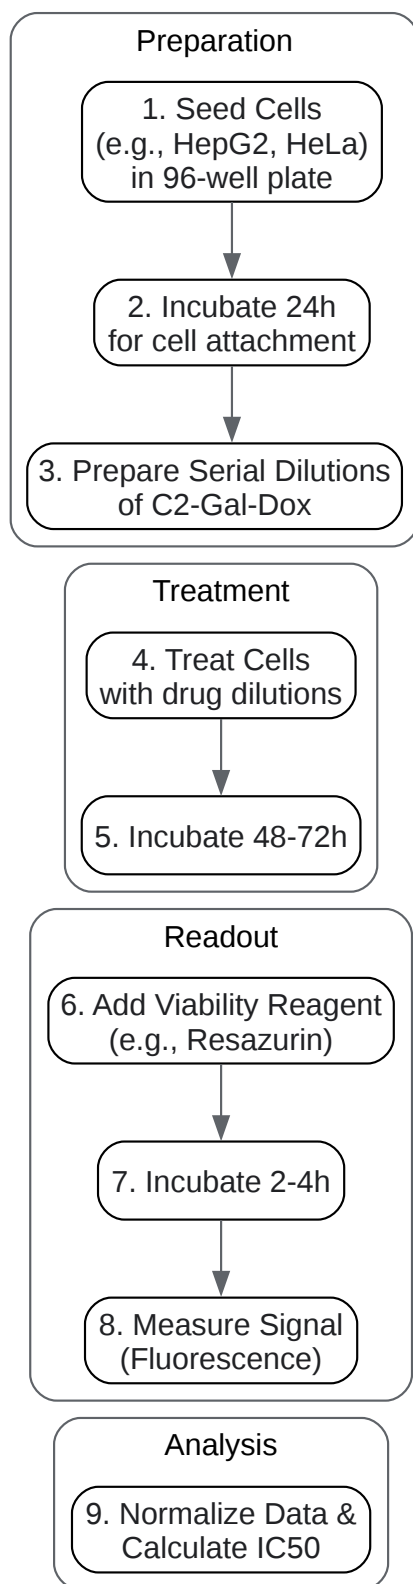 Preparation
1. Seed Cells
(e.g., HepG2, HeLa)
in 96-well plate
2. Incubate 24h
for cell attachment
3. Prepare Serial Dilutions
of C2-Gal-Dox
Treatment
4. Treat Cells
with drug dilutions
5. Incubate 48-72h
Readout
6. Add Viability Reagent
(e.g., Resazurin)
7. Incubate 2-4h
8. Measure Signal
(Fluorescence)
Analysis
9. Normalize Data &
Calculate IC50